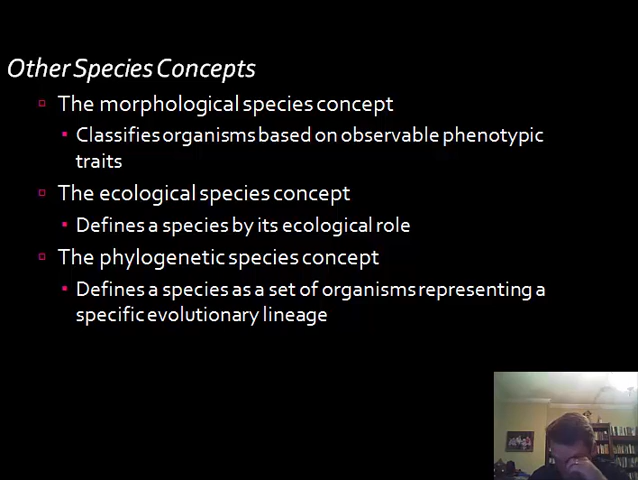 Other Species Concepts
The morphological species concept
Classifies organisms based on observable phenotypic
traits
The ecological species concept
Defines a species by its ecological role
The phylogenetic species concept
Defines a species as a set of organisms representing a
specific evolutionary lineage